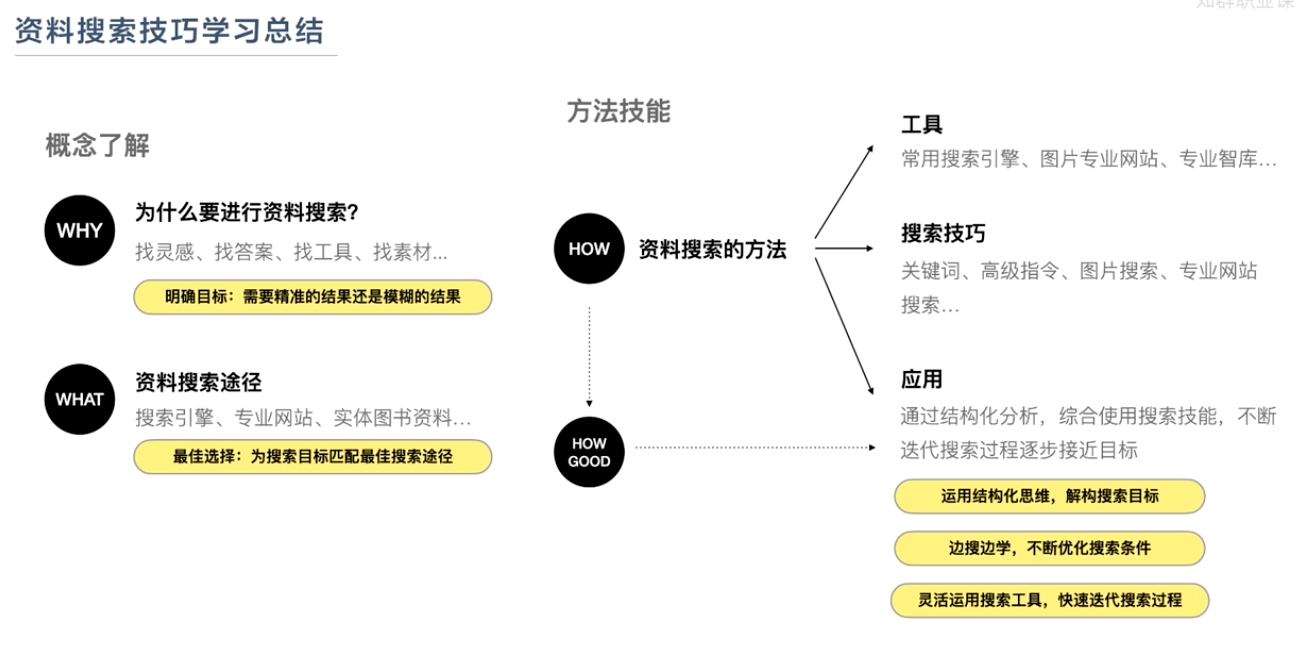 知群职业课
资料搜索技巧学习总结
概念了解
WHY
为什么要进行资料搜索?
找灵感、找答案、找工具、找素材...
明确目标：需要精准的结果还是模糊的结果
WHAT
资料搜索途径
搜索引擎、专业网站、实体图书资料...
最佳选择：为搜索目标匹配最佳搜索途径
方法技能
HOW
资料搜索的方法
HOW
GOOD
工具
常用搜索引擎、图片专业网站、专业智库...
搜索技巧
关键词、高级指令、图片搜索、专业网站
搜索...
应用
通过结构化分析，综合使用搜索技能，不断
迭代搜索过程逐步接近目标
运用结构化思维，解构搜索目标
边搜边学，不断优化搜索条件
灵活运用搜索工具，快速迭代搜索过程